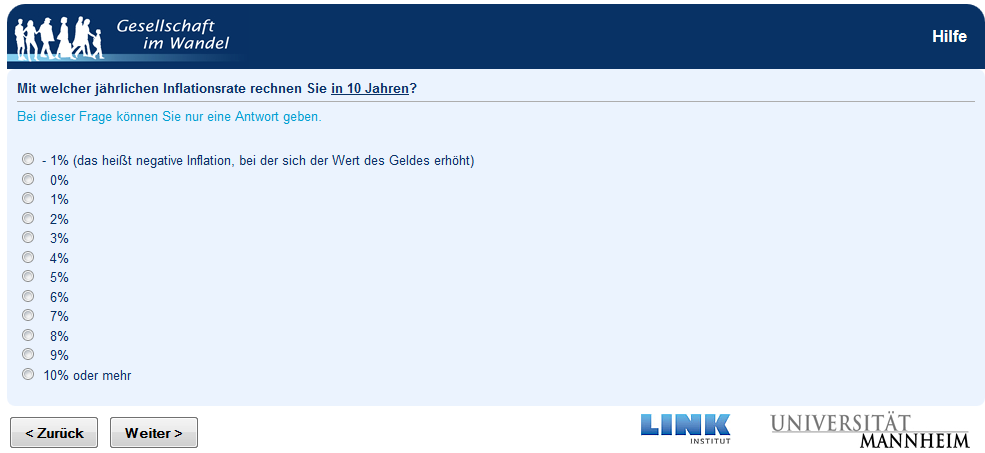 Gesellschaft
im Wandel
Hilfe
Mit welcher jährlichen Inflationsrate rechnen Sie in 10 Jahren?
Bei dieser Frage können Sie nur eine Antwort geben.
- 1% (das heißt negative Inflation, bei der sich der Wert des Geldes erhöht)
0%
1%
2%
3%
4%
5%
6%
7%
8%
9%
10% oder mehr
< Zurück
Weiter >
LINK
INSTITUT
UNIVERSITÄT
MANNHEIM